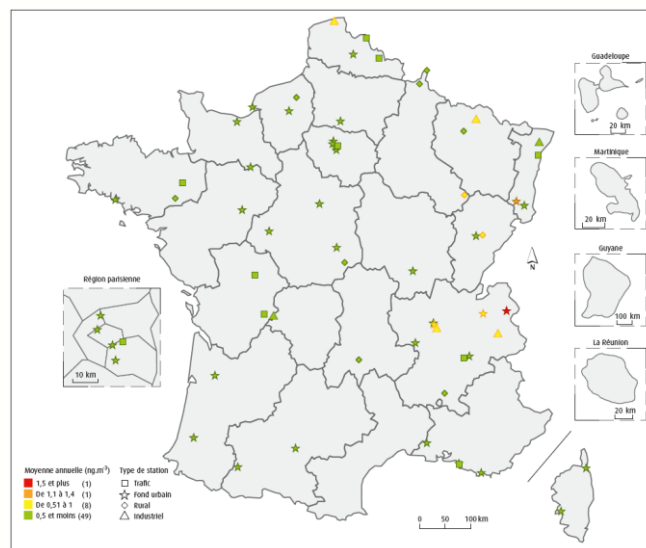 Guadeloupe
20 km
Martinique
20 km
N
Guyane
100 km
Région parisienne
10 km
La Réunion
20 km
Moyenne annuelle (ng.m-3)
1,5 et plus (1)
De 1,1 à 1,4 (1)
De 0,51 à 1 (8)
0,5 et moins (49)
Type de station
Trafic
Fond urbain
Rural
Industriel
0 50 100 km